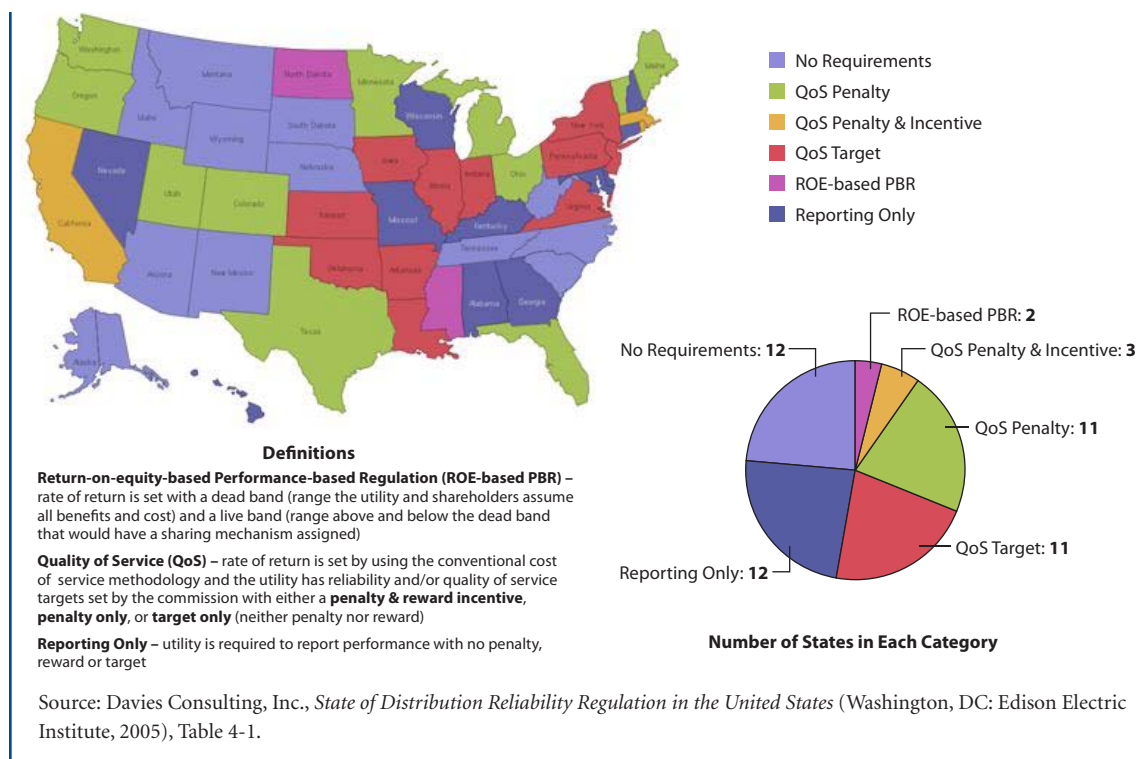 Washington
Oregon
Montana
Idaho
Wyoming
North Dakota
South Dakota
Nebraska
Minnesota
Wisconsin
Maine
New York
Pennsylvania
Iowa
Illinois
Indiana
Ohio
Nevada
Utah
Colorado
California
Kansas
Missouri
Kentucky
Virginia
Tennessee
Arizona
New Mexico
Oklahoma
Arkansas
Alabama
Georgia
Texas
Alaska
No Requirements
QoS Penalty
QoS Penalty & Incentive
QoS Target
ROE-based PBR
Reporting Only
ROE-based PBR: 2
No Requirements: 12
QoS Penalty & Incentive: 3
QoS Penalty: 11
QoS Target: 11
Reporting Only: 12
Number of States in Each Category
Definitions
Return-on-equity-based Performance-based Regulation (ROE-based PBR) –
rate of return is set with a dead band (range the utility and shareholders assume
all benefits and cost) and a live band (range above and below the dead band
that would have a sharing mechanism assigned)
Quality of Service (QoS) – rate of return is set by using the conventional cost
of service methodology and the utility has reliability and/or quality of service
targets set by the commission with either a penalty & reward incentive,
penalty only, or target only (neither penalty nor reward)
Reporting Only – utility is required to report performance with no penalty,
reward or target
Source: Davies Consulting, Inc., State of Distribution Reliability Regulation in the United States (Washington, DC: Edison Electric
Institute, 2005), Table 4-1.